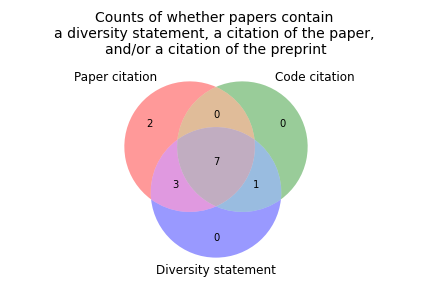 Counts of whether papers contain
a diversity statement, a citation of the paper,
and/or a citation of the preprint
Paper citation
Code citation
2
0
0
7
3
1
0
Diversity statement